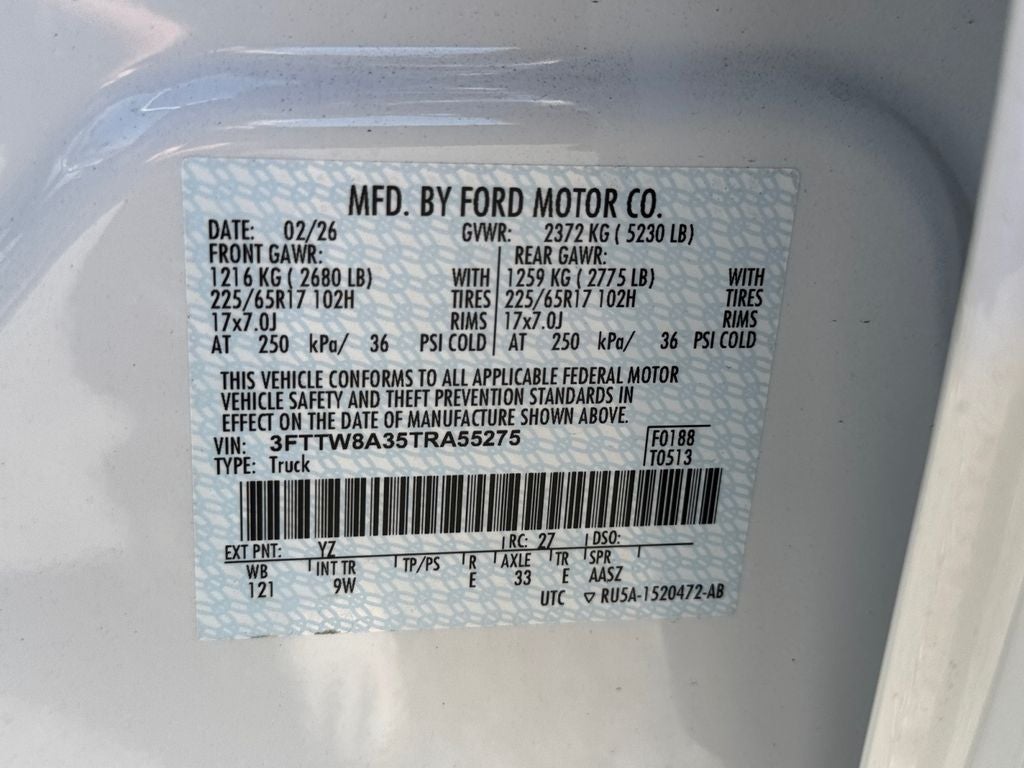 MFD. BY FORD MOTOR CO.
DATE: 02/26 GVWR: 2372 KG ( 5230 LB)
FRONT GAWR: REAR GAWR:
1216 KG ( 2680 LB) WITH 1259 KG ( 2775 LB) WITH
225/65R17 102H TIRES 225/65R17 102H TIRES
17x7.0J RIMS 17x7.0J RIMS
AT 250 kPa/ 36 PSI COLD AT 250 kPa/ 36 PSI COLD
THIS VEHICLE CONFORMS TO ALL APPLICABLE FEDERAL MOTOR
VEHICLE SAFETY AND THEFT PREVENTION STANDARDS IN
EFFECT ON THE DATE OF MANUFACTURE SHOWN ABOVE.
VIN: 3FTTW8A35TRA55275 F0188
TYPE: Truck T0513
EXT PNT: YZ RC: 27 DSO:
WB INT TR TP/PS R AXLE TR SPR
121 9W E 33 E AASZ
UTC ▽ RU5A-1520472-AB